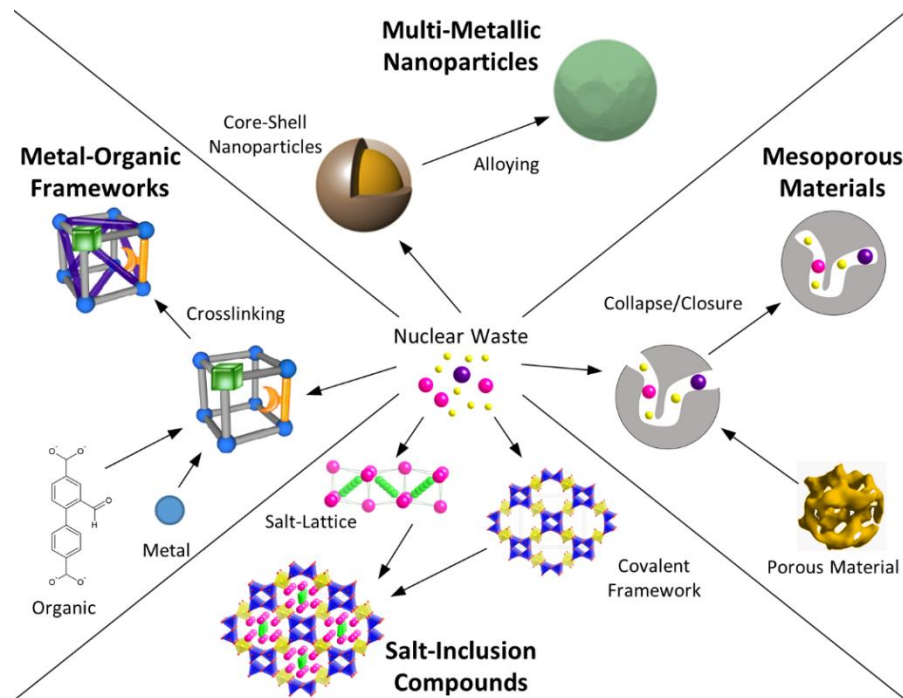 Multi-Metallic
Nanoparticles
Core-Shell
Nanoparticles
Alloying
Metal-Organic
Frameworks
Mesoporous
Materials
Crosslinking
Collapse/Closure
Nuclear Waste
O⁻
O
O
H
O
O⁻
Metal
Organic
Salt-Lattice
Covalent
Framework
Porous Material
Salt-Inclusion
Compounds